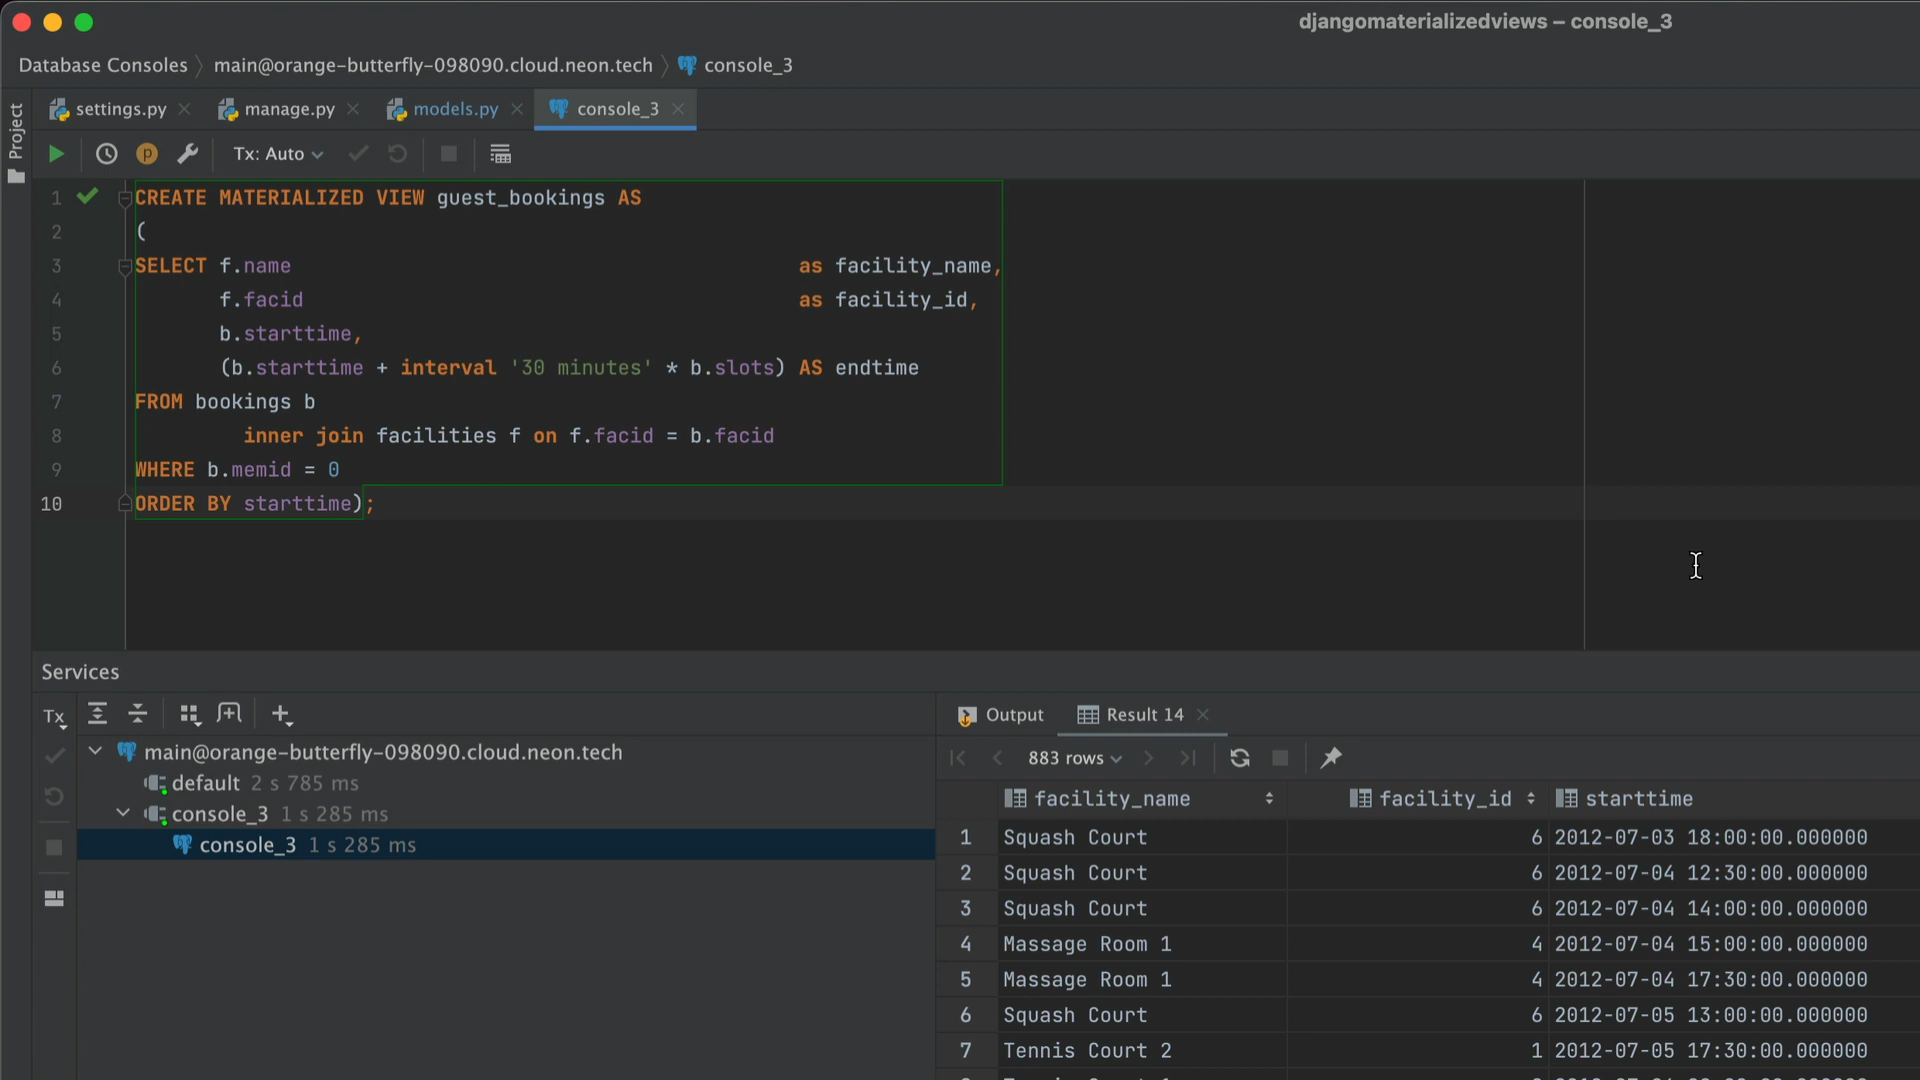 djangomaterializedviews – console_3
Database Consoles main@orange-butterfly-098090.cloud.neon.tech console_3
Project
settings.py manage.py models.py console_3
Tx: Auto
1 CREATE MATERIALIZED VIEW guest_bookings AS
2 (
3 SELECT f.name as facility_name,
4 f.facid as facility_id,
5 b.starttime,
6 (b.starttime + interval '30 minutes' * b.slots) AS endtime
7 FROM bookings b
8 inner join facilities f on f.facid = b.facid
9 WHERE b.memid = 0
10 ORDER BY starttime);
Services
Tx
main@orange-butterfly-098090.cloud.neon.tech
default 2 s 785 ms
console_3 1 s 285 ms
console_3 1 s 285 ms
Output Result 14
883 rows
facility_name facility_id starttime
1 Squash Court 6 2012-07-03 18:00:00.000000
2 Squash Court 6 2012-07-04 12:30:00.000000
3 Squash Court 6 2012-07-04 14:00:00.000000
4 Massage Room 1 4 2012-07-04 15:00:00.000000
5 Massage Room 1 4 2012-07-04 17:30:00.000000
6 Squash Court 6 2012-07-05 13:00:00.000000
7 Tennis Court 2 1 2012-07-05 17:30:00.000000